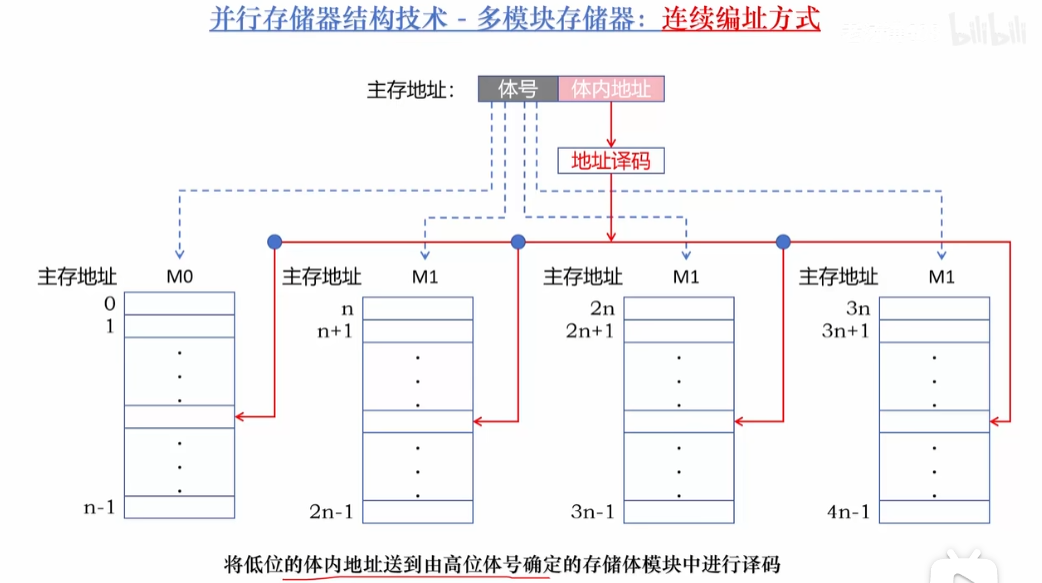 并行存储器结构技术 - 多模块存储器：连续编址方式
bilibili
主存地址： 体号 体内地址
地址译码
主存地址 M0 主存地址 M1 主存地址 M1 主存地址 M1
0 n 2n 3n
1 n+1 2n+1 3n+1
n-1 2n-1 3n-1 4n-1
将低位的体内地址送到由高位体号确定的存储体模块中进行译码